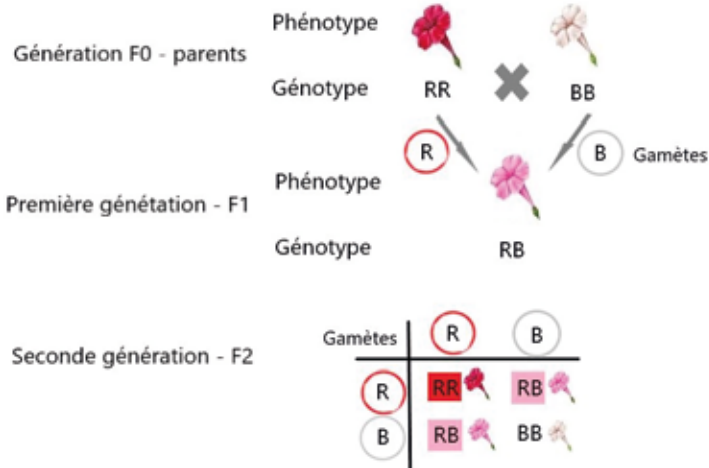 Phénotype
Génération F0 - parents
Génotype RR BB
R B Gamètes
Phénotype
Première génétation - F1
Génotype RB
Gamètes R B
Seconde génération - F2
R RR RB
B RB BB